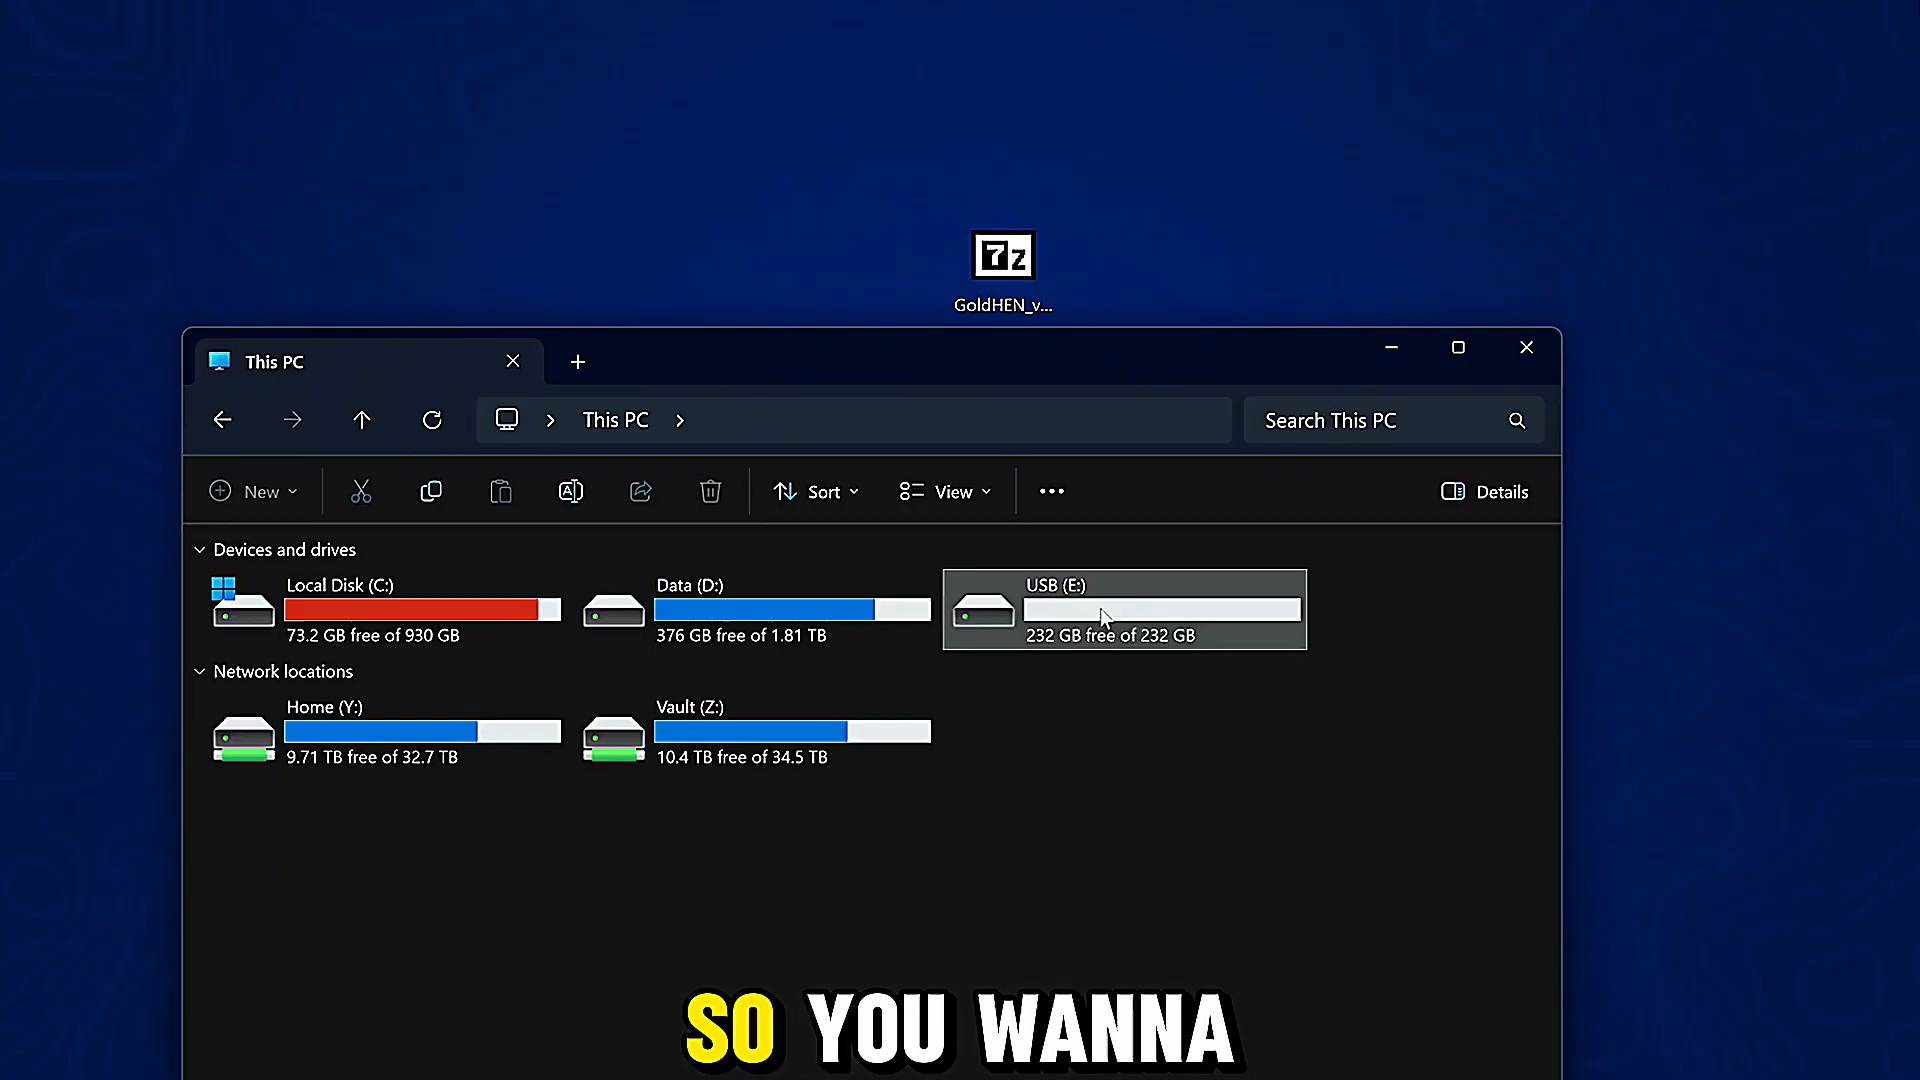 7z
GoldHEN_v...
This PC
This PC
Search This PC
New
Sort
View
Details
Devices and drives
Local Disk (C:)
73.2 GB free of 930 GB
Data (D:)
376 GB free of 1.81 TB
USB (E:)
232 GB free of 232 GB
Network locations
Home (Y:)
9.71 TB free of 32.7 TB
Vault (Z:)
10.4 TB free of 34.5 TB
SO YOU WANNA